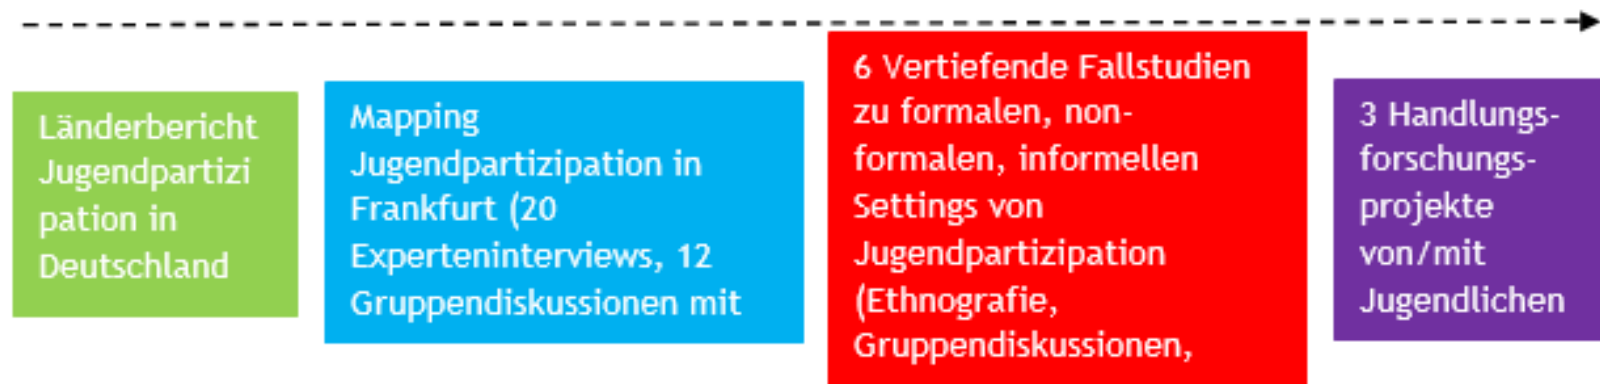 Länderbericht
Jugendpartizi
pation in
Deutschland
Mapping
Jugendpartizipation in
Frankfurt (20
Experteninterviews, 12
Gruppendiskussionen mit
6 Vertiefende Fallstudien
zu formalen, non-
formalen, informellen
Settings von
Jugendpartizipation
(Ethnografie,
Gruppendiskussionen,
3 Handlungs-
forschungs-
projekte
von/mit
Jugendlichen